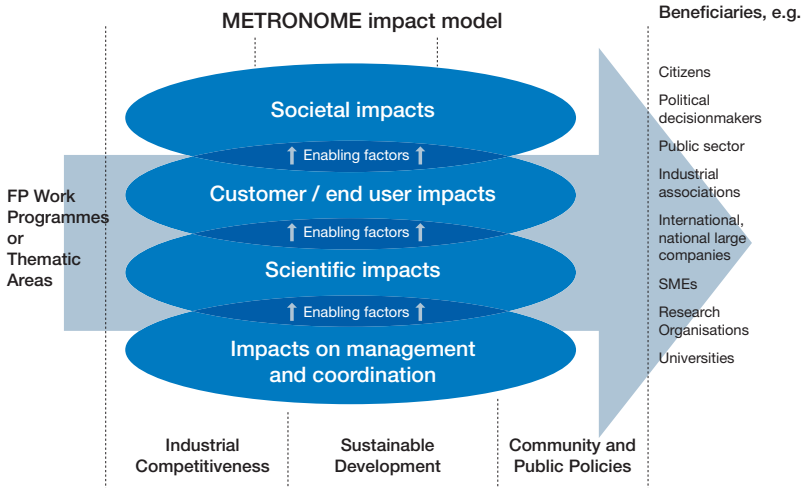 METRONOME impact model
Beneficiaries, e.g.
Societal impacts
Enabling factors
Customer / end user impacts
Enabling factors
Scientific impacts
Enabling factors
Impacts on management
and coordination
FP Work
Programmes
or
Thematic
Areas
Citizens
Political
decisionmakers
Public sector
Industrial
associations
International,
national large
companies
SMEs
Research
Organisations
Universities
Industrial
Competitiveness
Sustainable
Development
Community and
Public Policies